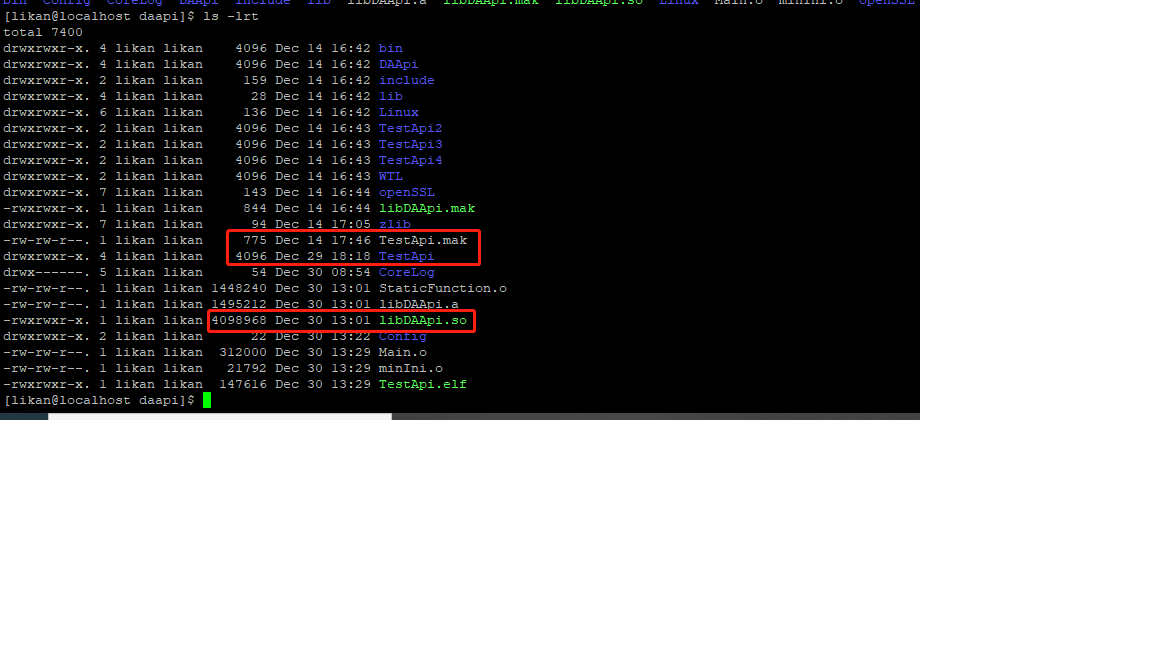 bin Config CoreLog DAApi include lib libDAApi.a libDAApi.mak libDAApi.so Linux Main.o minIni.o openSSL
[likan@localhost daapi]$ ls -lrt
total 7400
drwxrwxr-x. 4 likan likan    4096 Dec 14 16:42 bin
drwxrwxr-x. 4 likan likan    4096 Dec 14 16:42 DAApi
drwxrwxr-x. 2 likan likan     159 Dec 14 16:42 include
drwxrwxr-x. 4 likan likan      28 Dec 14 16:42 lib
drwxrwxr-x. 6 likan likan     136 Dec 14 16:42 Linux
drwxrwxr-x. 2 likan likan    4096 Dec 14 16:43 TestApi2
drwxrwxr-x. 2 likan likan    4096 Dec 14 16:43 TestApi3
drwxrwxr-x. 2 likan likan    4096 Dec 14 16:43 TestApi4
drwxrwxr-x. 2 likan likan    4096 Dec 14 16:43 WTL
drwxrwxr-x. 7 likan likan     143 Dec 14 16:44 openSSL
-rwxrwxr-x. 1 likan likan     844 Dec 14 16:44 libDAApi.mak
drwxrwxr-x. 7 likan likan      94 Dec 14 17:05 zlib
-rw-rw-r--. 1 likan likan     775 Dec 14 17:46 TestApi.mak
drwxrwxr-x. 4 likan likan    4096 Dec 29 18:18 TestApi
drwx------. 5 likan likan      54 Dec 30 08:54 CoreLog
-rw-rw-r--. 1 likan likan 1448240 Dec 30 13:01 StaticFunction.o
-rw-rw-r--. 1 likan likan 1495212 Dec 30 13:01 libDAApi.a
-rwxrwxr-x. 1 likan likan 4098968 Dec 30 13:01 libDAApi.so
drwxrwxr-x. 2 likan likan      22 Dec 30 13:22 Config
-rw-rw-r--. 1 likan likan  312000 Dec 30 13:29 Main.o
-rw-rw-r--. 1 likan likan   21792 Dec 30 13:29 minIni.o
-rwxrwxr-x. 1 likan likan  147616 Dec 30 13:29 TestApi.elf
[likan@localhost daapi]$